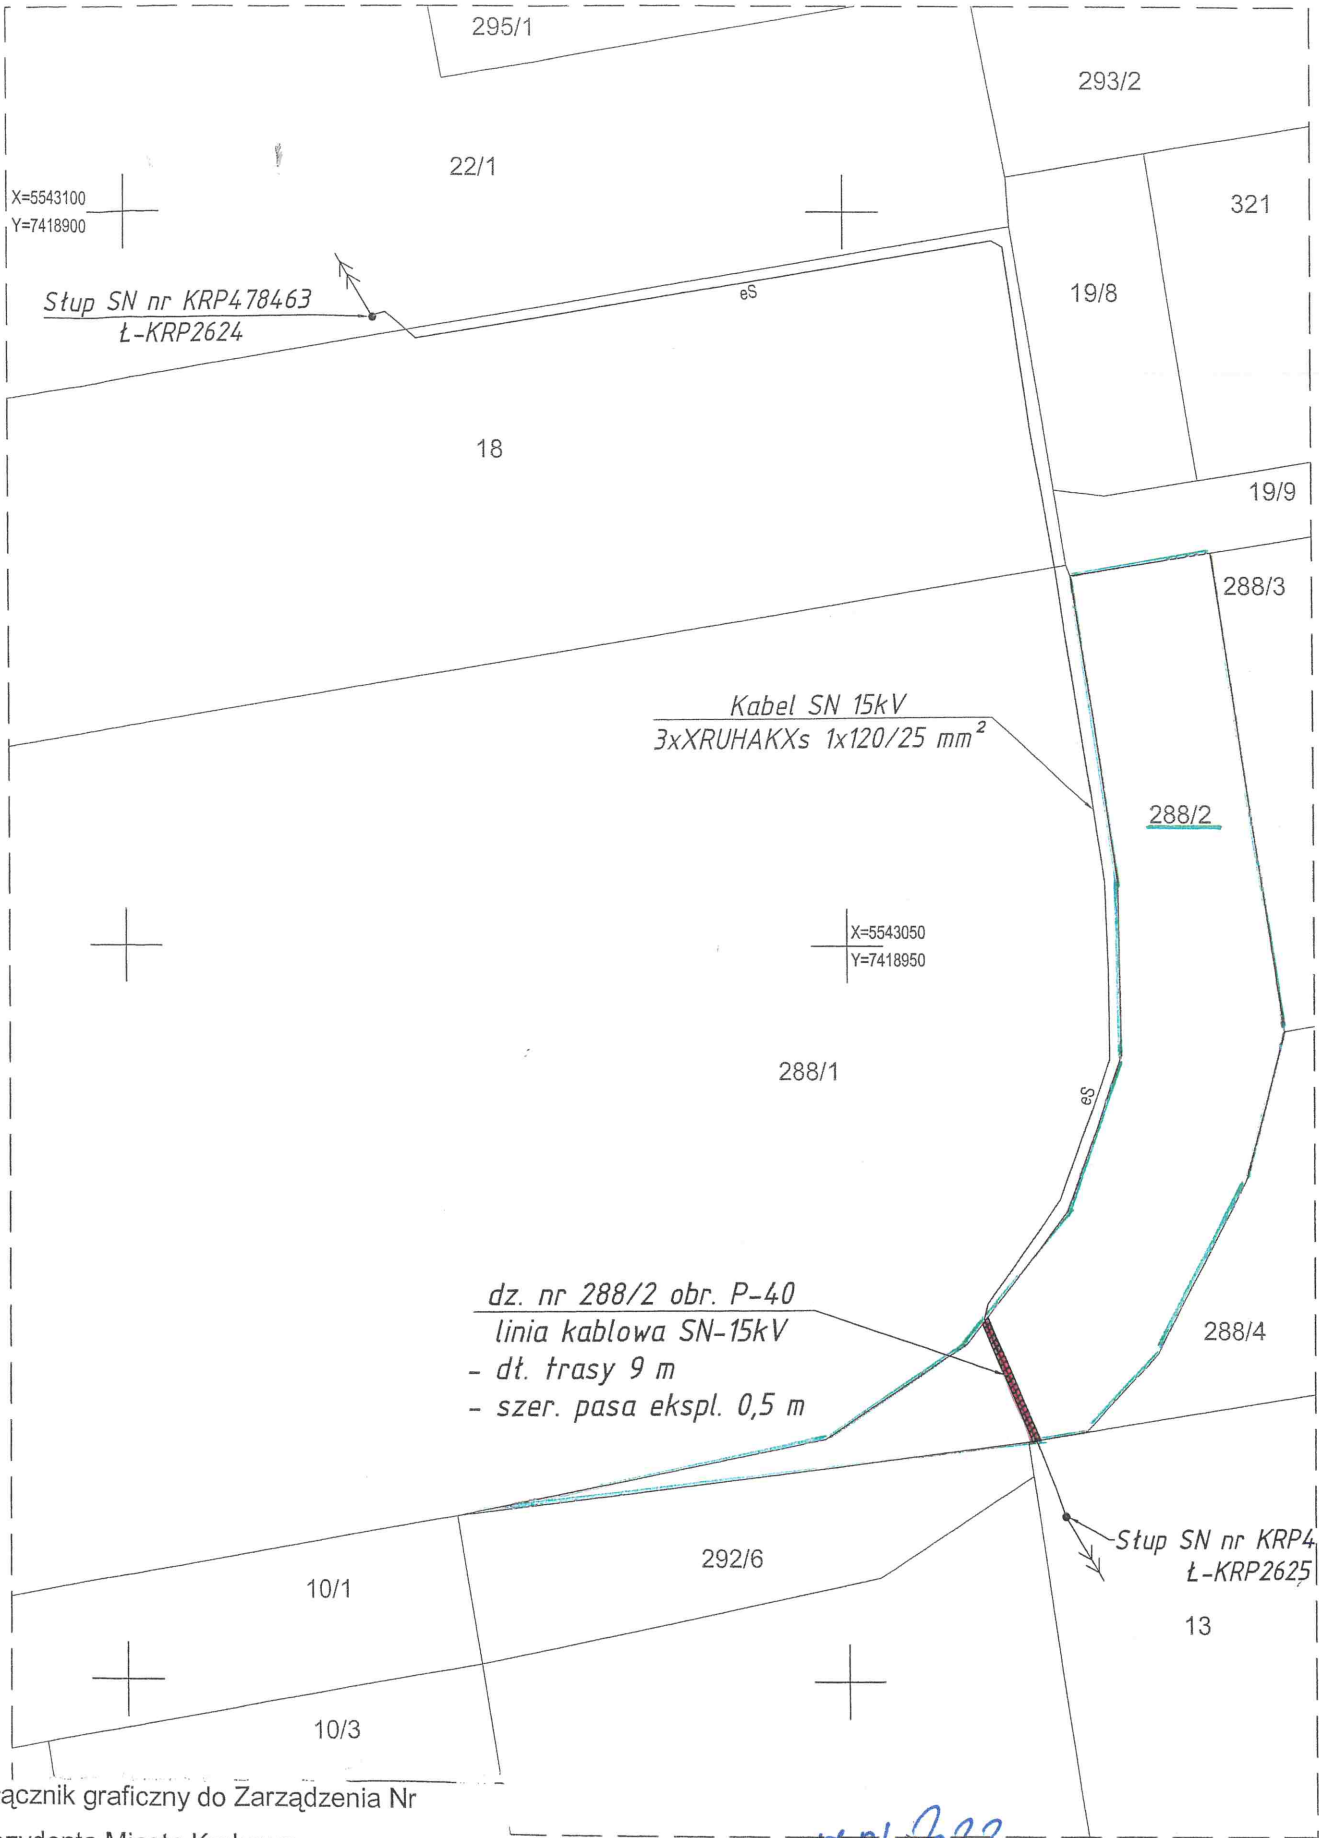 295/1
293/2
22/1
X=5543100
Y=7418900
321
19/8
Słup SN nr KRP478463
Ł-KRP2624
eS
18
19/9
288/3
Kabel SN 15kV
3xXRUHAKXs 1x120/25 mm²
288/2
X=5543050
Y=7418950
288/1
eS
dz. nr 288/2 obr. P-40
linia kablowa SN-15kV
- dł. trasy 9 m
- szer. pasa ekspl. 0,5 m
288/4
Słup SN nr KRP4
Ł-KRP2625
292/6
10/1
13
10/3
ącznik graficzny do Zarządzenia Nr